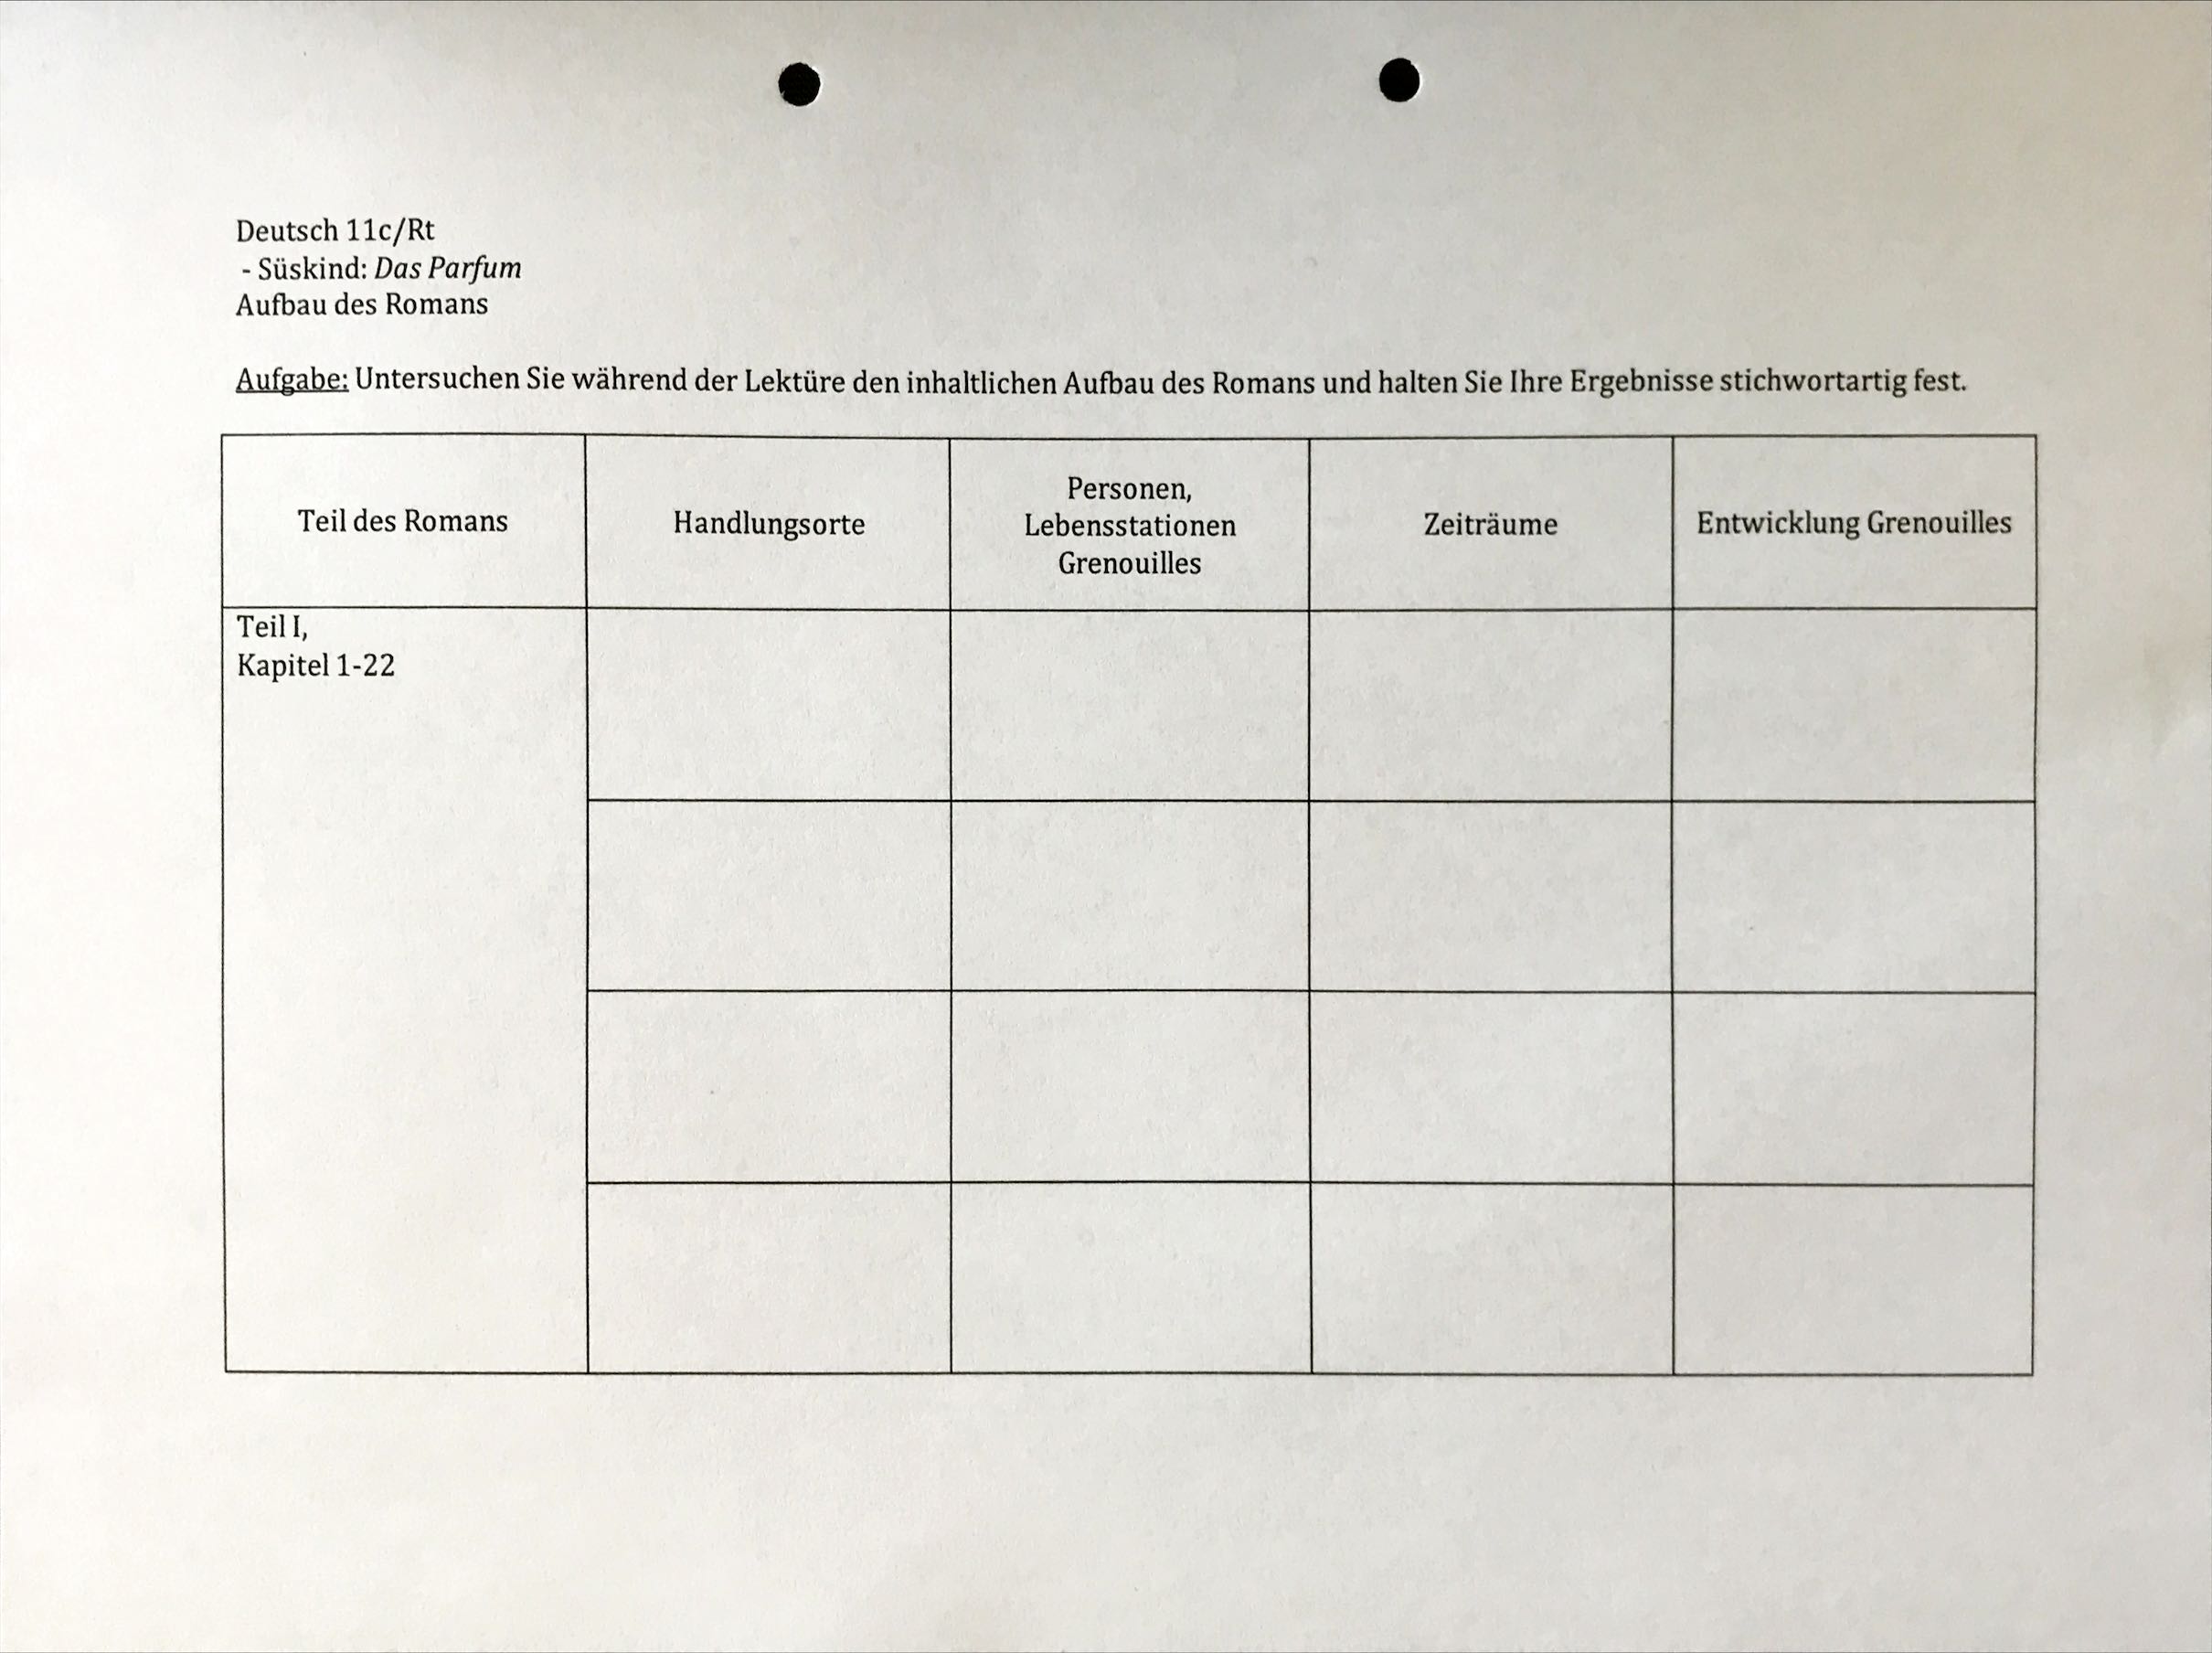 Deutsch 11c/Rt
- Süskind: Das Parfum
Aufbau des Romans
Aufgabe: Untersuchen Sie während der Lektüre den inhaltlichen Aufbau des Romans und halten Sie Ihre Ergebnisse stichwortartig fest.
Teil des Romans
Handlungsorte
Personen,
Lebensstationen
Grenouilles
Zeiträume
Entwicklung Grenouilles
Teil I,
Kapitel 1-22